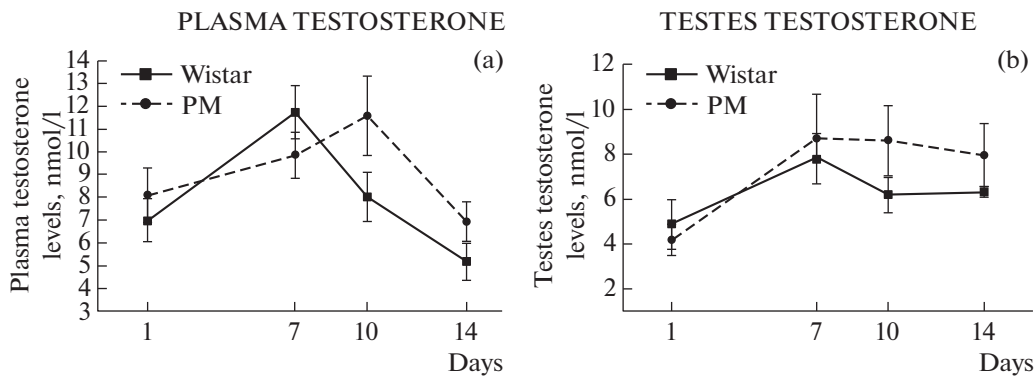 PLASMA TESTOSTERONE
(a)
Plasma testosterone
levels, nmol/l
14
13
12
11
10
9
8
7
6
5
4
3
Wistar
PM
1 7 10 14
Days
TESTES TESTOSTERONE
(b)
Testes testosterone
levels, nmol/l
12
10
8
6
4
2
Wistar
PM
1 7 10 14
Days